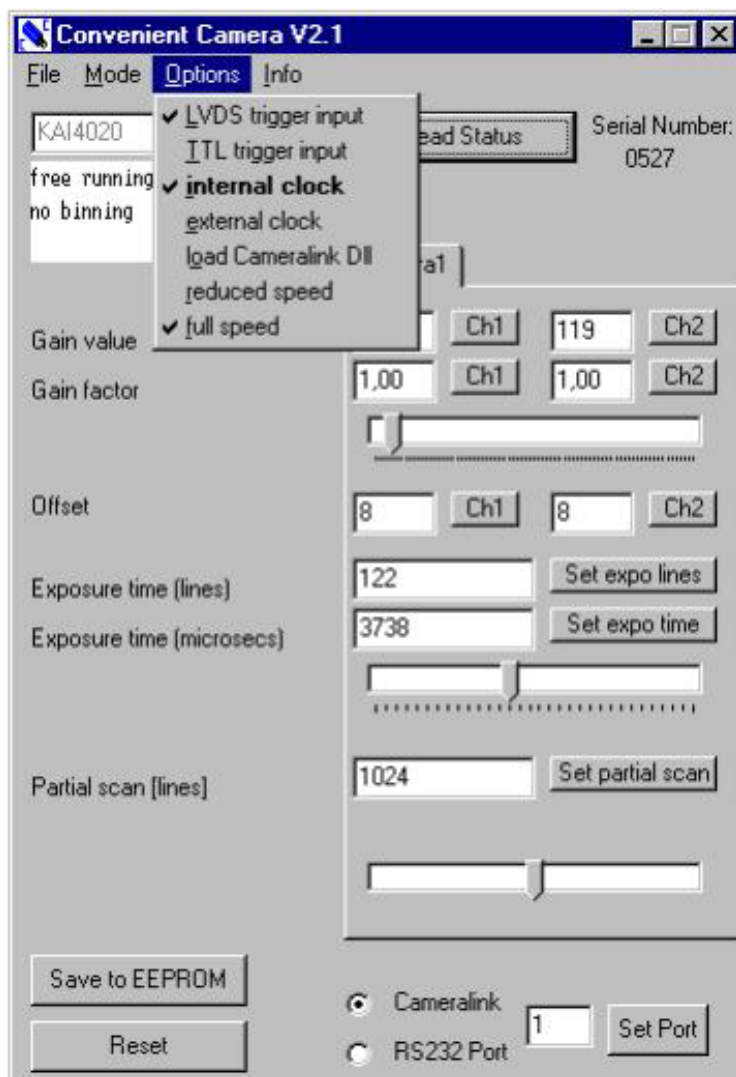 Convenient Camera V2.1
File Mode Options Info
LVDS trigger input
TTL trigger input
internal clock
external clock
load Cameralink Dll
reduced speed
full speed
KAI4020
free running
no binning
ead Status
Serial Number:
0527
ra1
Gain value Ch1 119 Ch2
Gain factor 1,00 Ch1 1,00 Ch2
Offset 8 Ch1 8 Ch2
Exposure time (lines) 122 Set expo lines
Exposure time (microsecs) 3738 Set expo time
Partial scan [lines] 1024 Set partial scan
Save to EEPROM
Reset
Cameralink
RS232 Port
1 Set Port